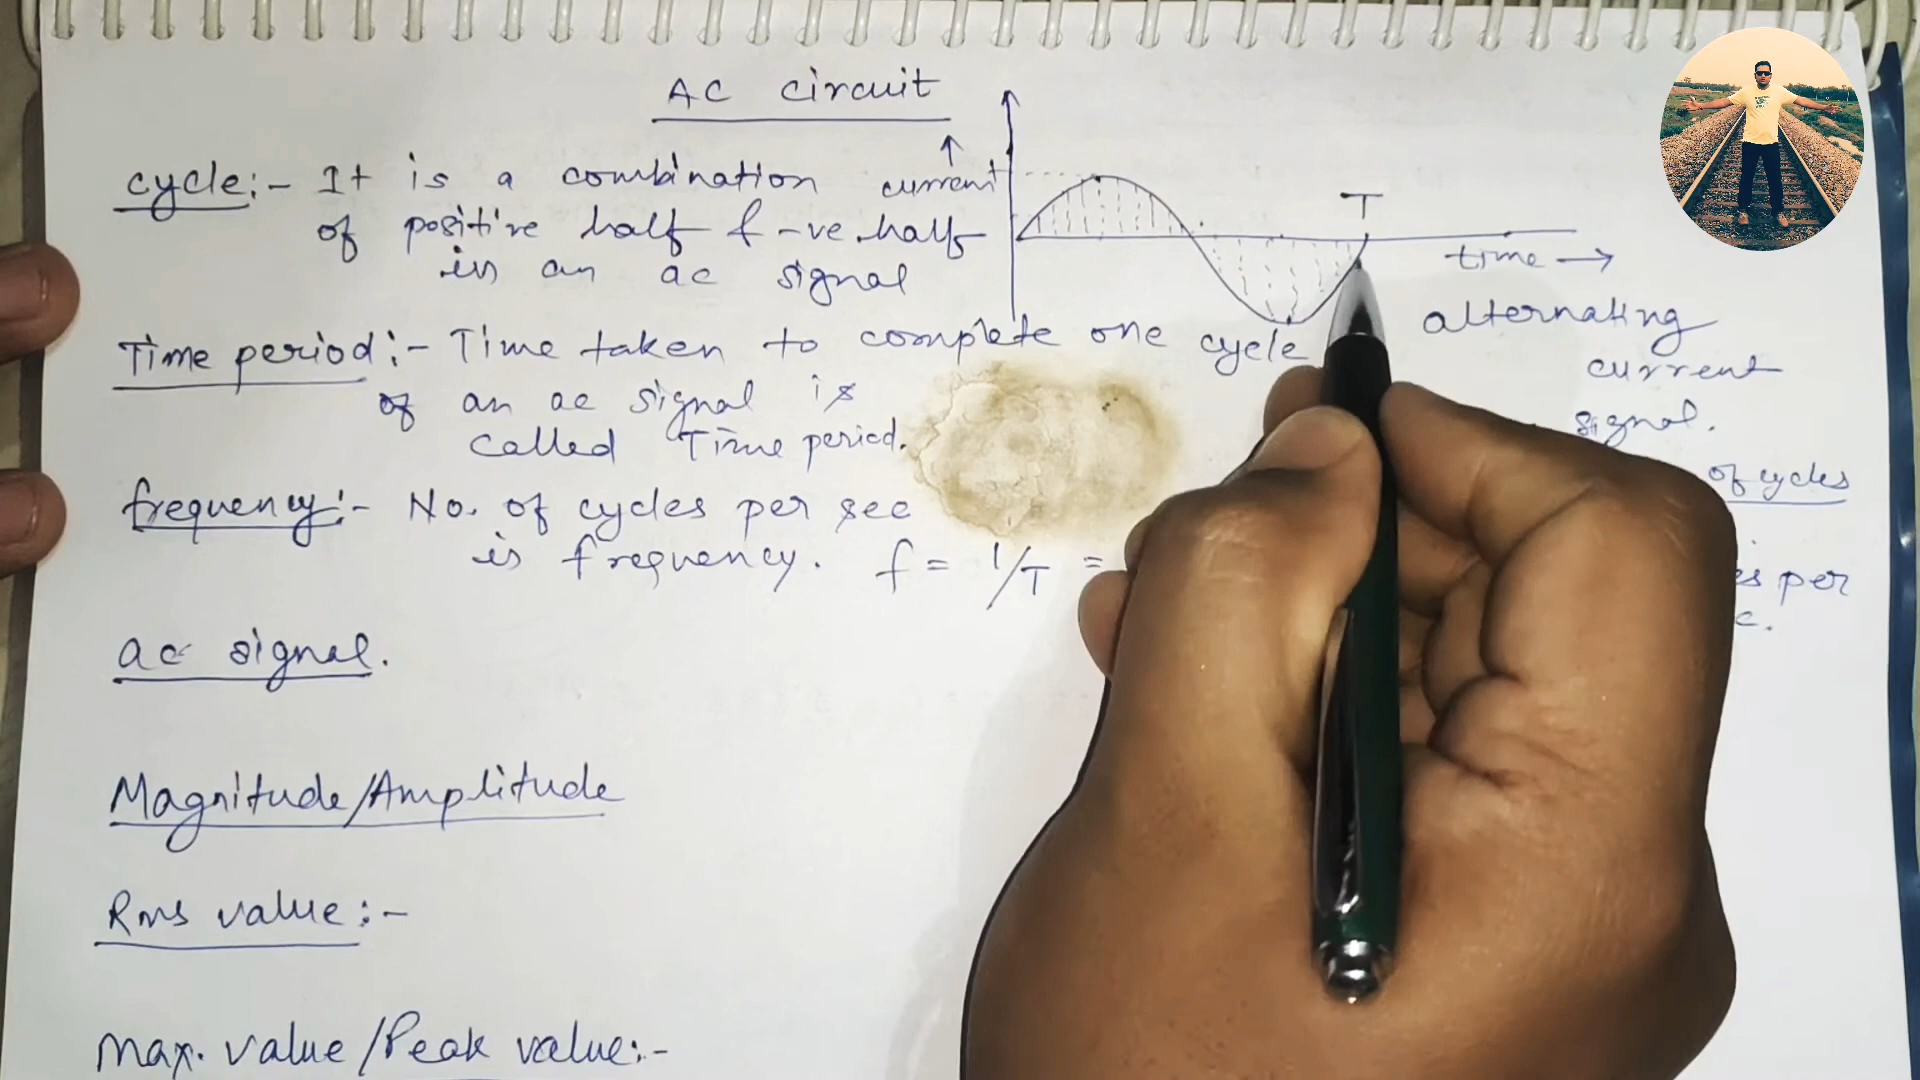 AC circuit
cycle:- It is a combination
of positive half & -ve half
in an ac signal
↑
current
T
time →
alternating
current
signal.
Time period:- Time taken to complete one cycle
of an ac signal is
called Time period.
frequency:- No. of cycles per sec
is frequency. f = 1/T =
of cycles
es per
c.
ac signal.
Magnitude/Amplitude
Rms value:-
Max. value/Peak value:-